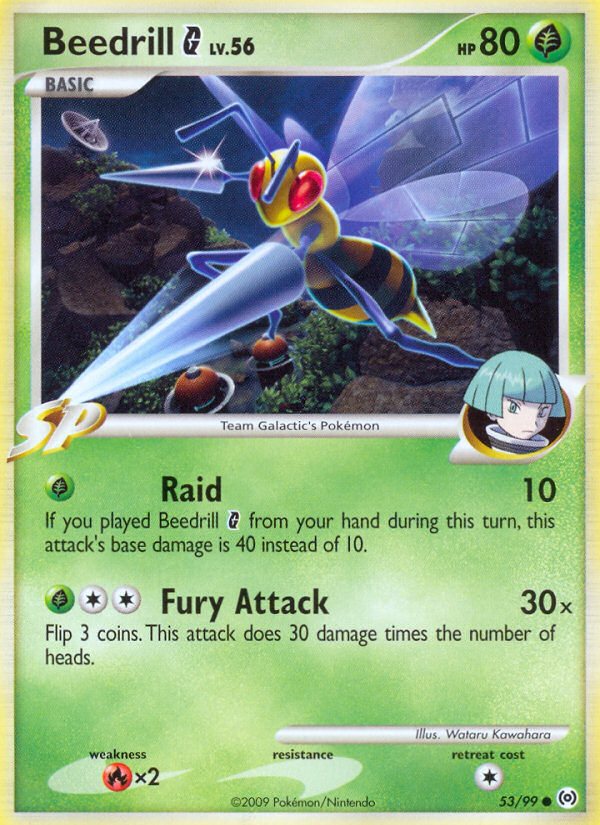 Beedrill G LV.56 HP 80
BASIC
SP
Team Galactic's Pokémon
Raid 10
If you played Beedrill G from your hand during this turn, this
attack's base damage is 40 instead of 10.
Fury Attack 30x
Flip 3 coins. This attack does 30 damage times the number of
heads.
Illus. Wataru Kawahara
weakness resistance retreat cost
×2
©2009 Pokémon/Nintendo 53/99